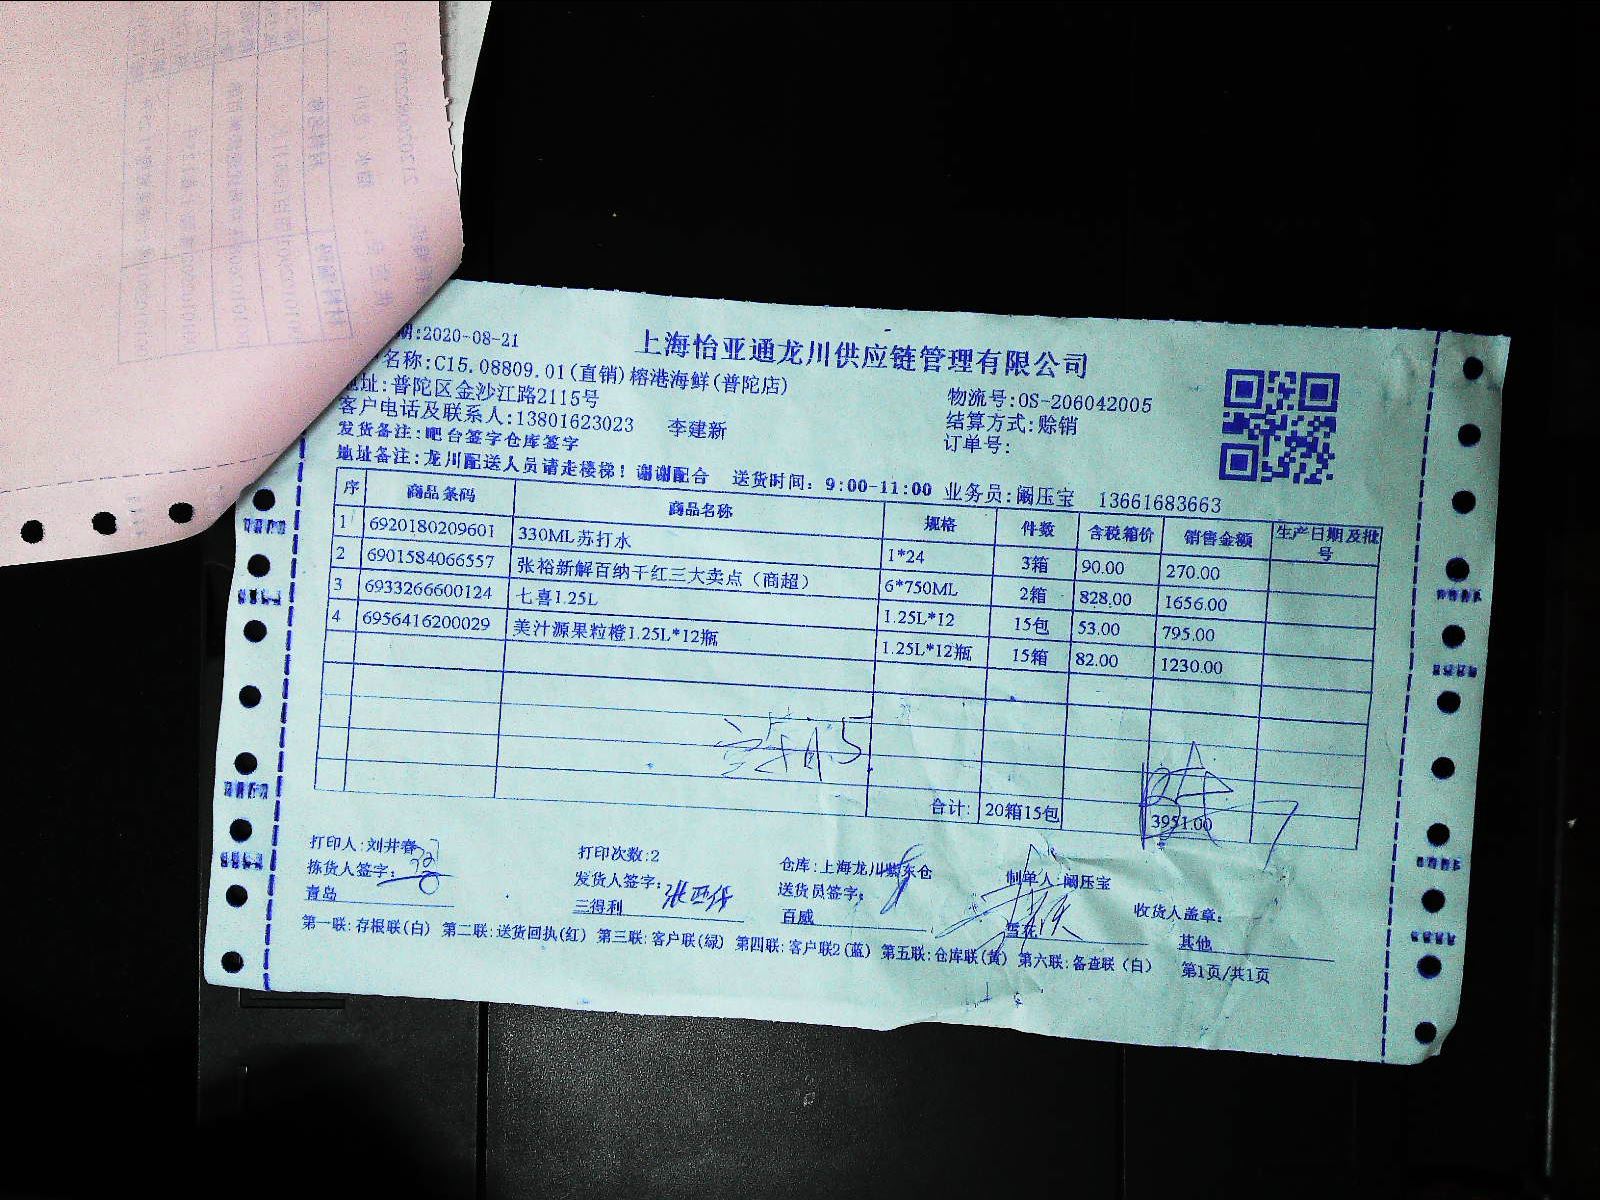 期:2020-08-21
上海怡亚通龙川供应链管理有限公司
名称:C15.08809.01(直销)榕港海鲜(普陀店)
地址:普陀区金沙江路2115号
物流号:OS-206042005
客户电话及联系人:13801623023 李建新
结算方式:赊销
发货备注:吧台签字仓库签字
订单号:
地址备注:龙川配送人员请走楼梯!谢谢配合 送货时间:9:00-11:00 业务员:阚压宝 13661683663
序 商品条码 商品名称 规格 件数 含税箱价 销售金额 生产日期及批号
1 6920180209601 330ML苏打水 1*24 3箱 90.00 270.00
2 6901584066557 张裕新解百纳干红三大卖点(商超) 6*750ML 2箱 828.00 1656.00
3 6933266600124 七喜1.25L 1.25L*12 15包 53.00 795.00
4 6956416200029 美汁源果粒橙1.25L*12瓶 1.25L*12瓶 15箱 82.00 1230.00
合计: 20箱15包 3951.00
打印人:刘井春 打印次数:2 仓库:上海龙川紫东仓 制单人:阚压宝
拣货人签字: 发货人签字: 送货员签字: 收货人盖章:
青岛 三得利 百威 雪花 其他
第一联:存根联(白) 第二联:送货回执(红) 第三联:客户联(绿) 第四联:客户联2(蓝) 第五联:仓库联(黄) 第六联:备查联(白) 第1页/共1页